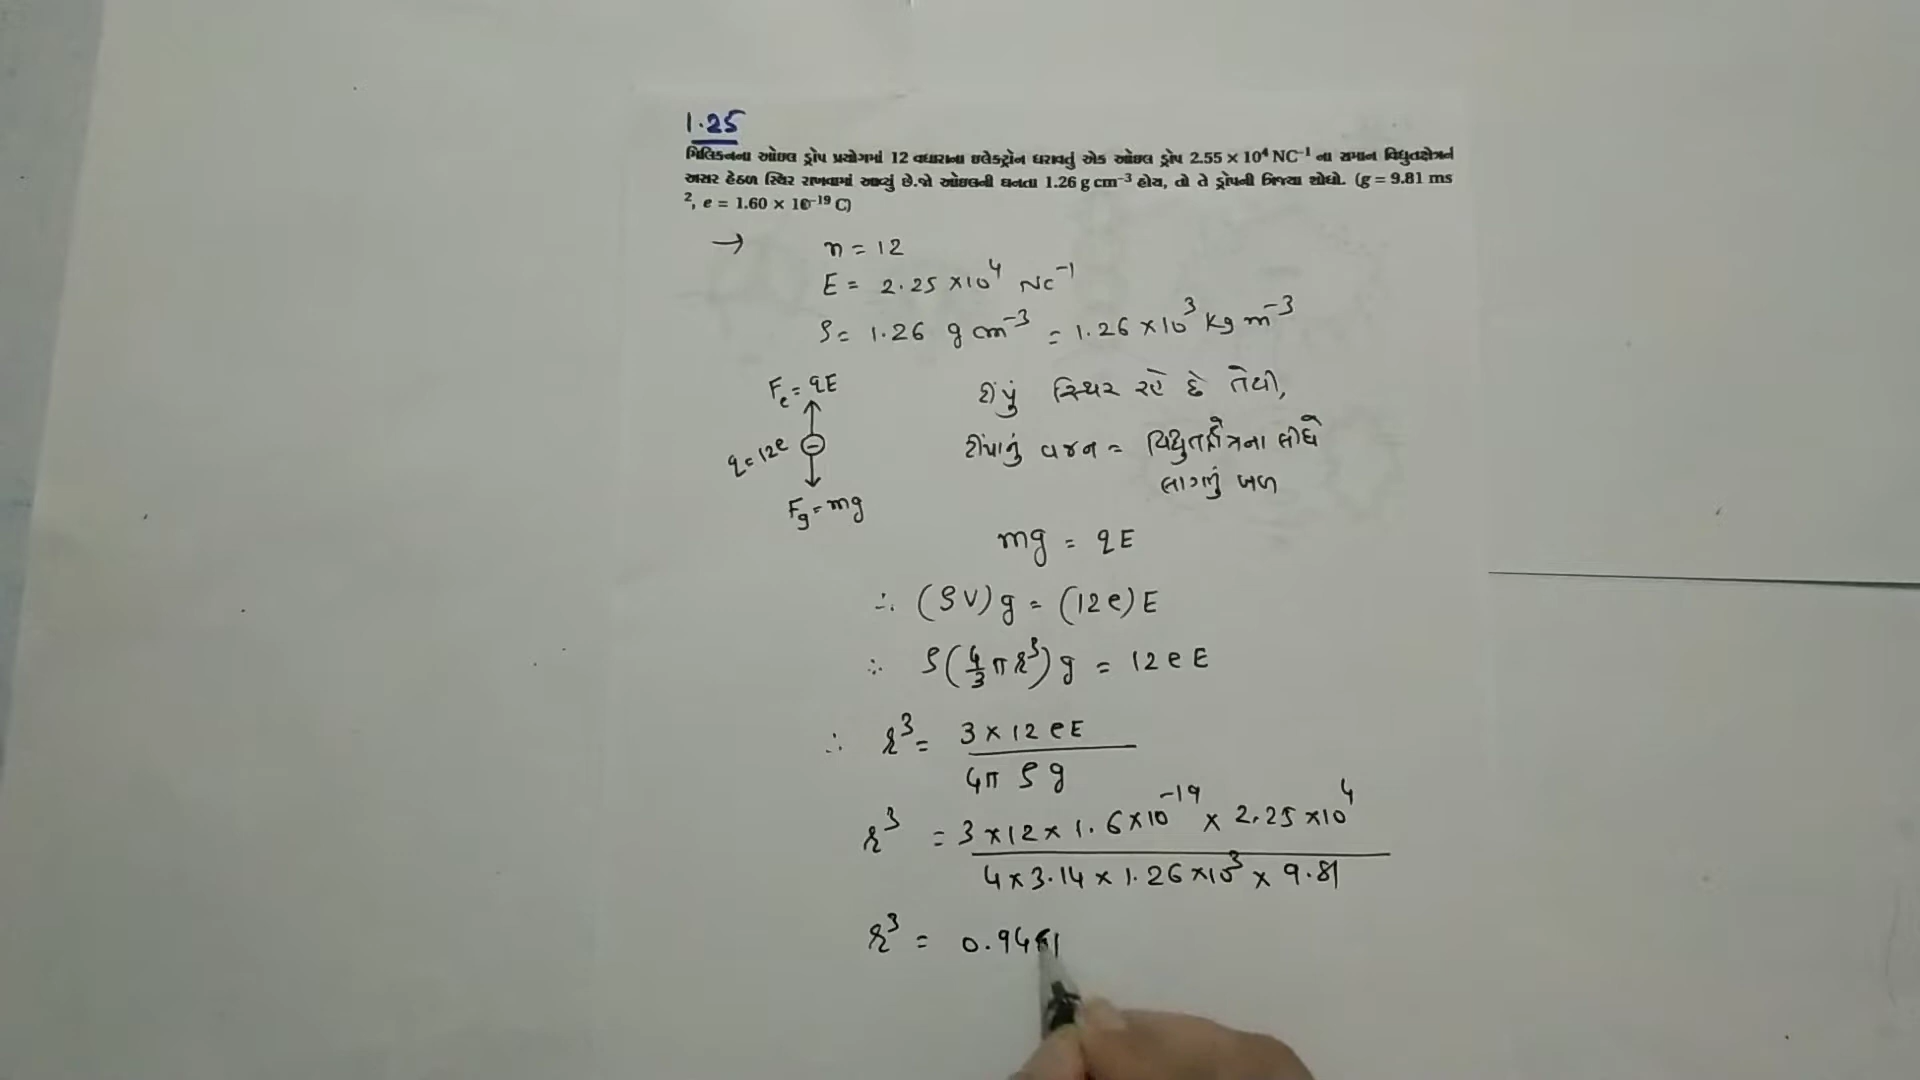 1.25
મિલિકનના ઓઇલ ડ્રોપ પ્રયોગમાં 12 વધારાના ઇલેક્ટ્રોન ધરાવતું એક ઓઇલ ડ્રોપ 2.55 × 10⁴ NC⁻¹ ના સમાન વિદ્યુતક્ષેત્રની
અસર હેઠળ સ્થિર રાખવામાં આવ્યું છે.જો ઓઇલની ઘનતા 1.26 g cm⁻³ હોય, તો તે ડ્રોપની ત્રિજ્યા શોધો. (g = 9.81 ms
², e = 1.60 × 10⁻¹⁹ C)
→ n = 12
E = 2.25 ×10⁴ NC⁻¹
ρ = 1.26 g cm⁻³ = 1.26 ×10³ kg m⁻³
Fₑ = qE
q = 12e
Fg = mg
ટીપું સ્થિર રહે છે તેથી,
ટીપાનું વજન = વિદ્યુતક્ષેત્રના લીધે
લાગતું બળ
mg = qE
∴ (ρV)g = (12e)E
∴ ρ(4/3 πr³)g = 12eE
∴ r³ = 3 × 12 eE
4π ρ g
r³ = 3 ×12 × 1.6×10⁻¹⁹ × 2.25 ×10⁴
4 × 3.14 × 1.26 ×10³ × 9.81
r³ =